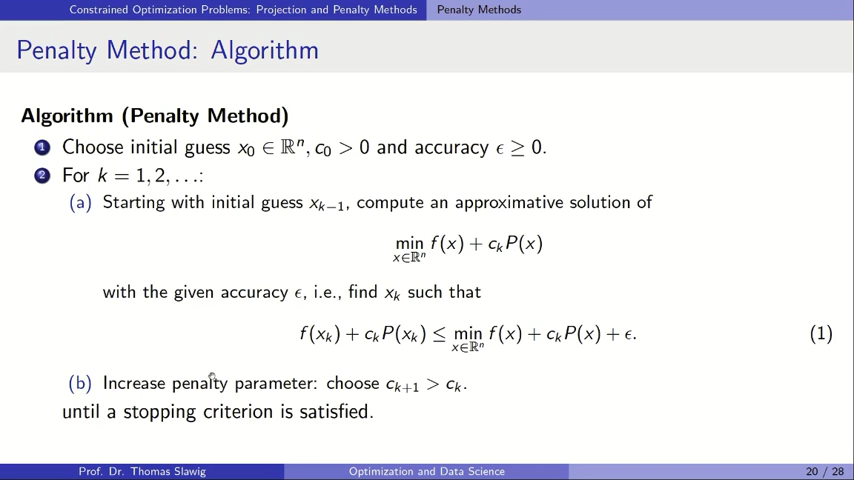 Constrained Optimization Problems: Projection and Penalty Methods Penalty Methods
Penalty Method: Algorithm
Algorithm (Penalty Method)
1 Choose initial guess x₀ ∈ ℝⁿ, c₀ > 0 and accuracy ϵ ≥ 0.
2 For k = 1, 2, . . .:
(a) Starting with initial guess xₖ₋₁, compute an approximative solution of
min f(x) + cₖP(x)
x∈ℝⁿ
with the given accuracy ϵ, i.e., find xₖ such that
f(xₖ) + cₖP(xₖ) ≤ min f(x) + cₖP(x) + ϵ. (1)
x∈ℝⁿ
(b) Increase penalty parameter: choose cₖ₊₁ > cₖ.
until a stopping criterion is satisfied.
Prof. Dr. Thomas Slawig Optimization and Data Science 20 / 28